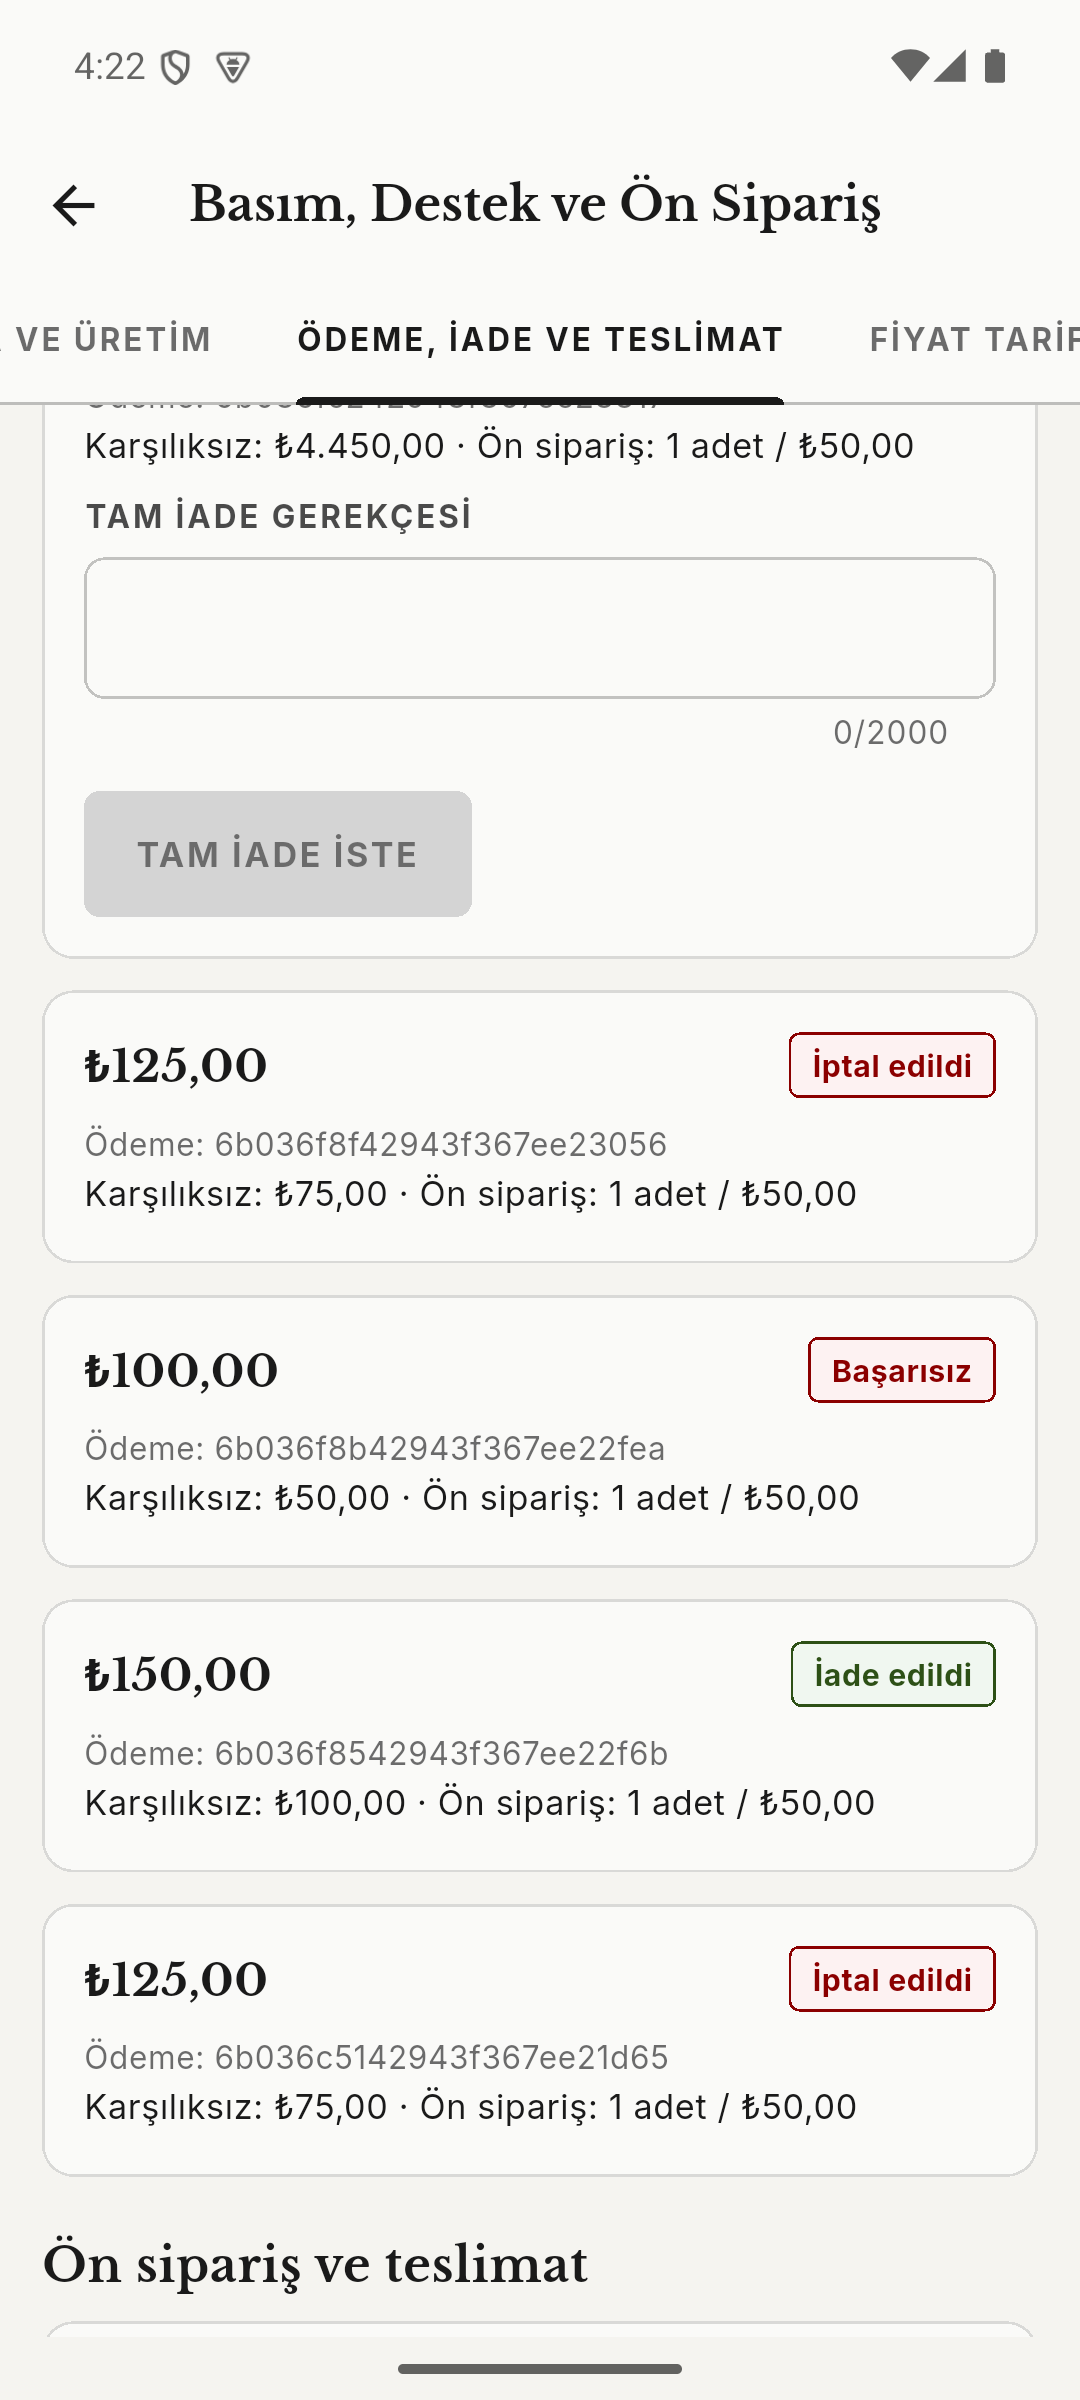 4:22
Basım, Destek ve Ön Sipariş
VE ÜRETİM
ÖDEME, İADE VE TESLİMAT
FİYAT TARİF
Karşılıksız: ₺4.450,00 · Ön sipariş: 1 adet / ₺50,00
TAM İADE GEREKÇESİ
0/2000
TAM İADE İSTE
₺125,00
İptal edildi
Ödeme: 6b036f8f42943f367ee23056
Karşılıksız: ₺75,00 · Ön sipariş: 1 adet / ₺50,00
₺100,00
Başarısız
Ödeme: 6b036f8b42943f367ee22fea
Karşılıksız: ₺50,00 · Ön sipariş: 1 adet / ₺50,00
₺150,00
İade edildi
Ödeme: 6b036f8542943f367ee22f6b
Karşılıksız: ₺100,00 · Ön sipariş: 1 adet / ₺50,00
₺125,00
İptal edildi
Ödeme: 6b036c5142943f367ee21d65
Karşılıksız: ₺75,00 · Ön sipariş: 1 adet / ₺50,00
Ön sipariş ve teslimat